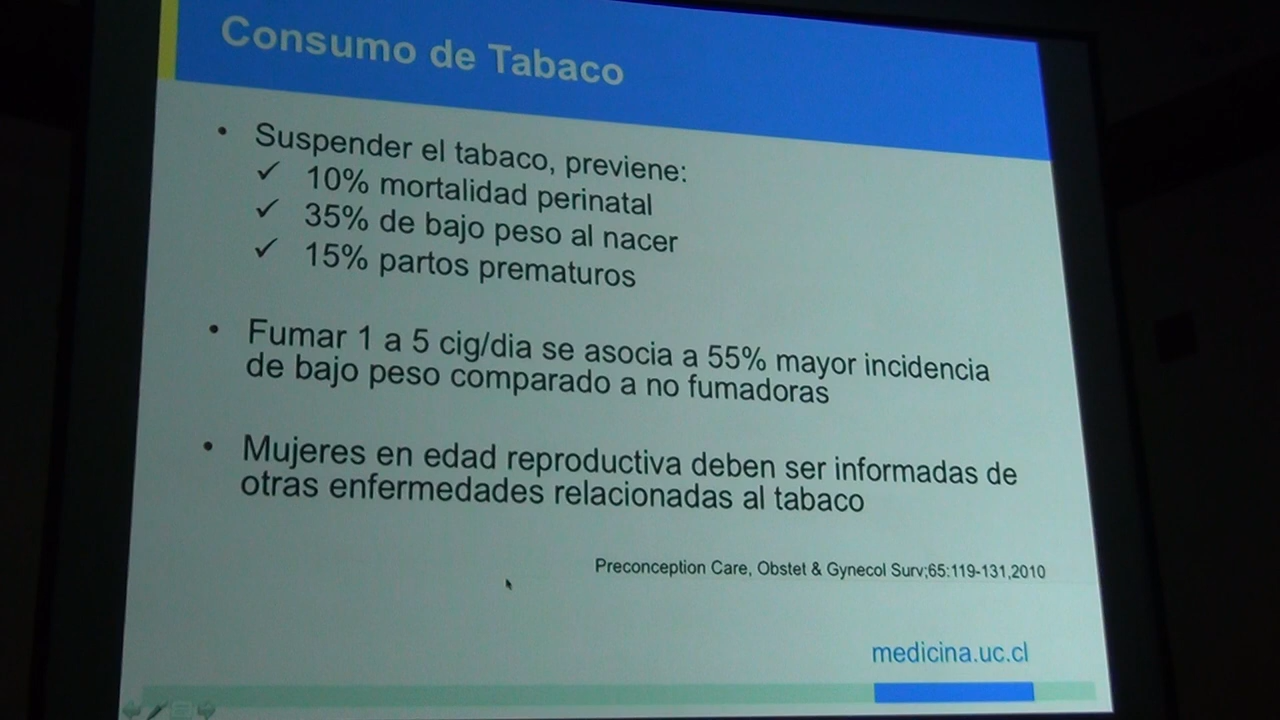 Consumo de Tabaco
• Suspender el tabaco, previene:
✓ 10% mortalidad perinatal
✓ 35% de bajo peso al nacer
✓ 15% partos prematuros
• Fumar 1 a 5 cig/dia se asocia a 55% mayor incidencia
de bajo peso comparado a no fumadoras
• Mujeres en edad reproductiva deben ser informadas de
otras enfermedades relacionadas al tabaco
Preconception Care, Obstet & Gynecol Surv;65:119-131,2010
medicina.uc.cl